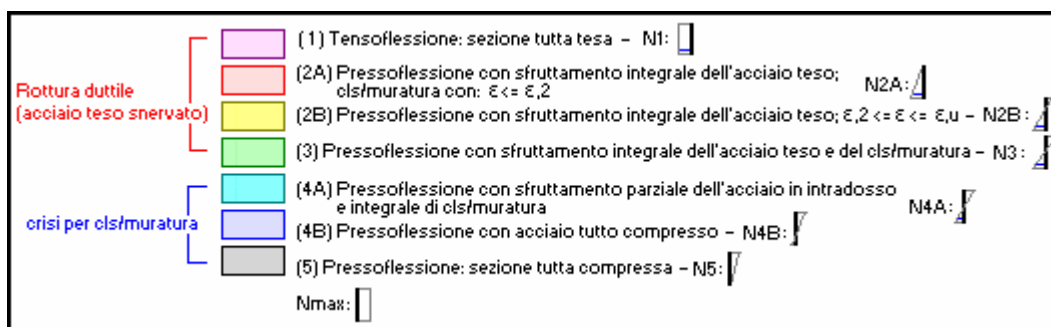 (1) Tensoflessione: sezione tutta tesa - N1:
(2A) Pressoflessione con sfruttamento integrale dell'acciaio teso;
cls/muratura con: ε<= ε,2
N2A:
Rottura duttile
(acciaio teso snervato)
(2B) Pressoflessione con sfruttamento integrale dell'acciaio teso; ε,2 <= ε <= ε,u - N2B:
(3) Pressoflessione con sfruttamento integrale dell'acciaio teso e del cls/muratura - N3:
(4A) Pressoflessione con sfruttamento parziale dell'acciaio in intradosso
e integrale di cls/muratura
N4A:
crisi per cls/muratura
(4B) Pressoflessione con acciaio tutto compresso - N4B:
(5) Pressoflessione: sezione tutta compressa - N5:
Nmax: